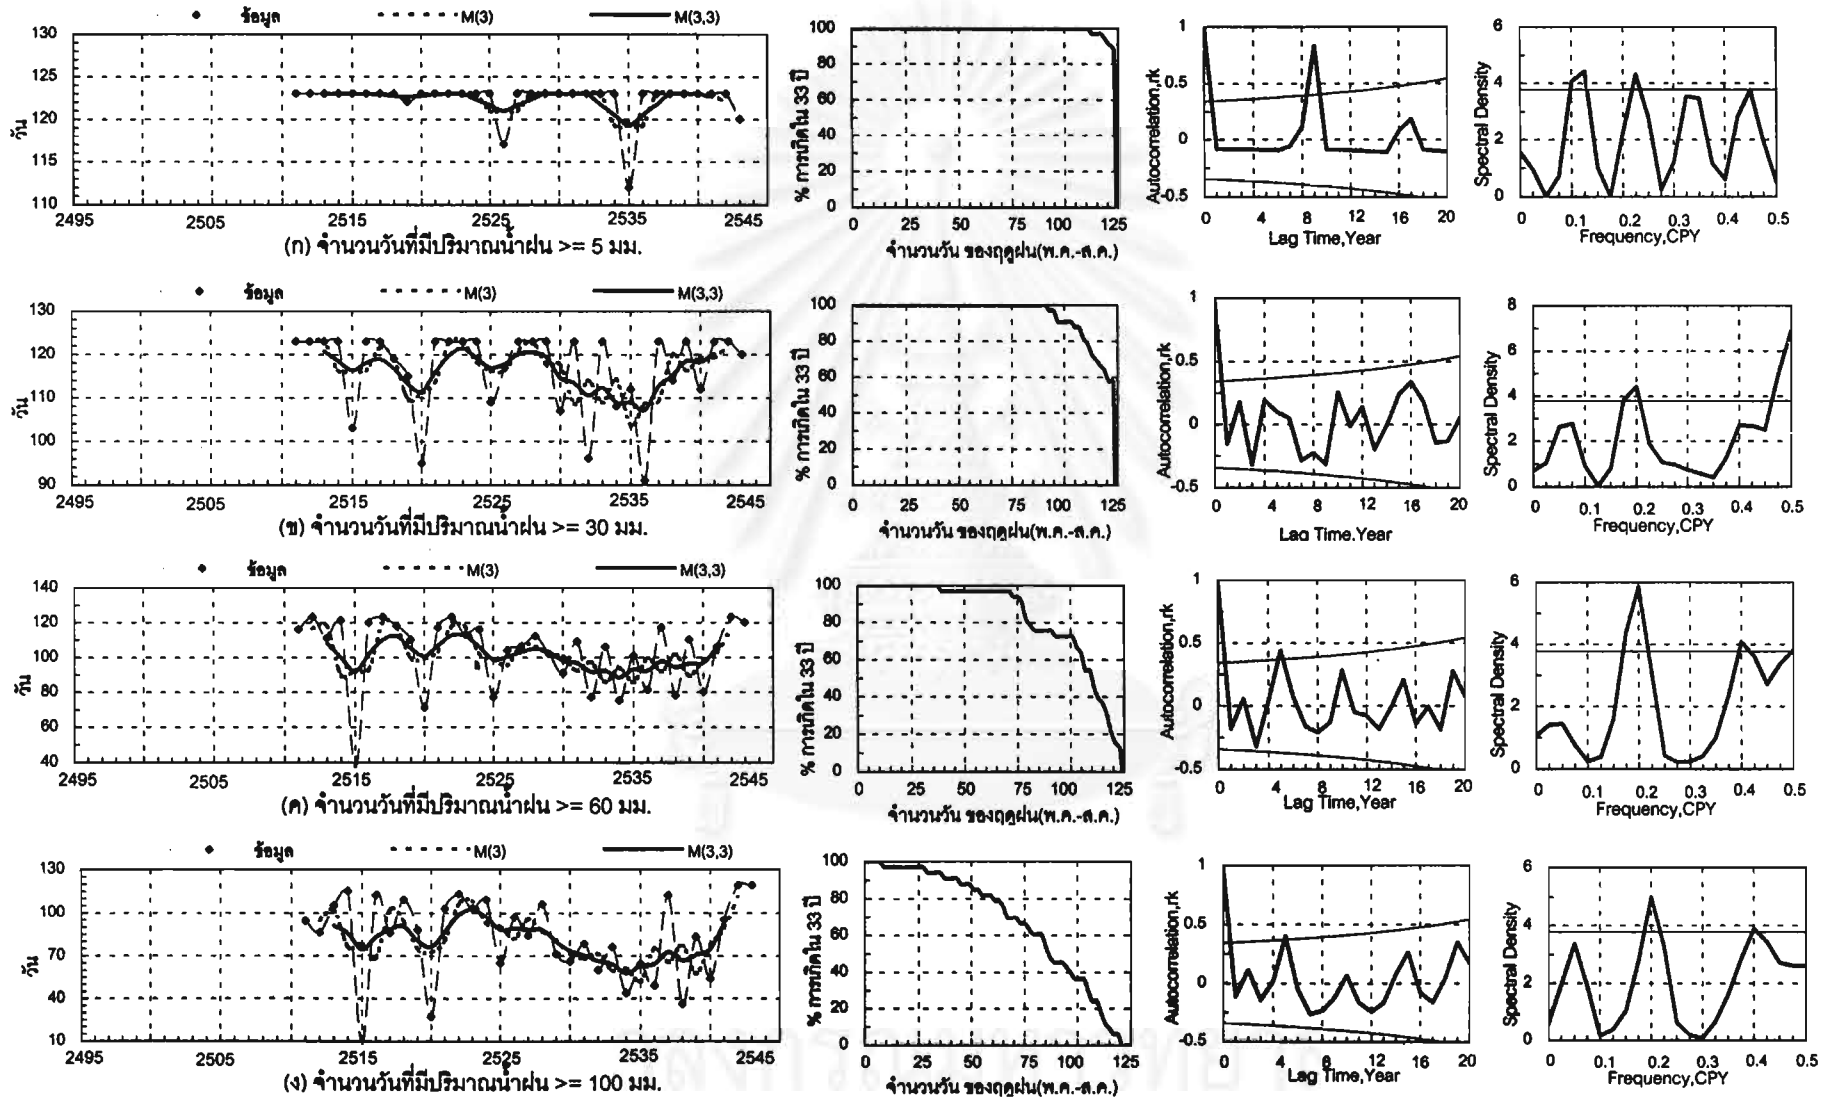 ข้อมูล M(3) M(3,3)
130
125
120
115
110
วัน
2495 2505 2515 2525 2535 2545
(ก) จำนวนวันที่มีปริมาณน้ำฝน >= 5 มม.
% การเกิดใน 33 ปี
100
80
60
40
20
0
0 25 50 75 100 125
จำนวนวัน ของฤดูฝน(พ.ค.-ส.ค.)
Autocorrelation,rk
1
0.5
0
-0.5
0 4 8 12 16 20
Lag Time,Year
Spectral Density
6
4
2
0
0 0.1 0.2 0.3 0.4 0.5
Frequency,CPY
ข้อมูล M(3) M(3,3)
130
120
110
100
90
วัน
2495 2505 2515 2525 2535 2545
(ข) จำนวนวันที่มีปริมาณน้ำฝน >= 30 มม.
% การเกิดใน 33 ปี
100
80
60
40
20
0
0 25 50 75 100 125
จำนวนวัน ของฤดูฝน(พ.ค.-ส.ค.)
Autocorrelation,rk
1
0.5
0
-0.5
0 4 8 12 16 20
Lag Time,Year
Spectral Density
8
6
4
2
0
0 0.1 0.2 0.3 0.4 0.5
Frequency,CPY
ข้อมูล M(3) M(3,3)
140
120
100
80
60
40
วัน
2495 2505 2515 2525 2535 2545
(ค) จำนวนวันที่มีปริมาณน้ำฝน >= 60 มม.
% การเกิดใน 33 ปี
100
80
60
40
20
0
0 25 50 75 100 125
จำนวนวัน ของฤดูฝน(พ.ค.-ส.ค.)
Autocorrelation,rk
1
0.5
0
-0.5
0 4 8 12 16 20
Lag Time,Year
Spectral Density
6
4
2
0
0 0.1 0.2 0.3 0.4 0.5
Frequency,CPY
ข้อมูล M(3) M(3,3)
130
100
70
40
10
วัน
2495 2505 2515 2525 2535 2545
(ง) จำนวนวันที่มีปริมาณน้ำฝน >= 100 มม.
% การเกิดใน 33 ปี
100
80
60
40
20
0
0 25 50 75 100 125
จำนวนวัน ของฤดูฝน(พ.ค.-ส.ค.)
Autocorrelation,rk
1
0.5
0
-0.5
0 4 8 12 16 20
Lag Time,Year
Spectral Density
6
4
2
0
0 0.1 0.2 0.3 0.4 0.5
Frequency,CPY